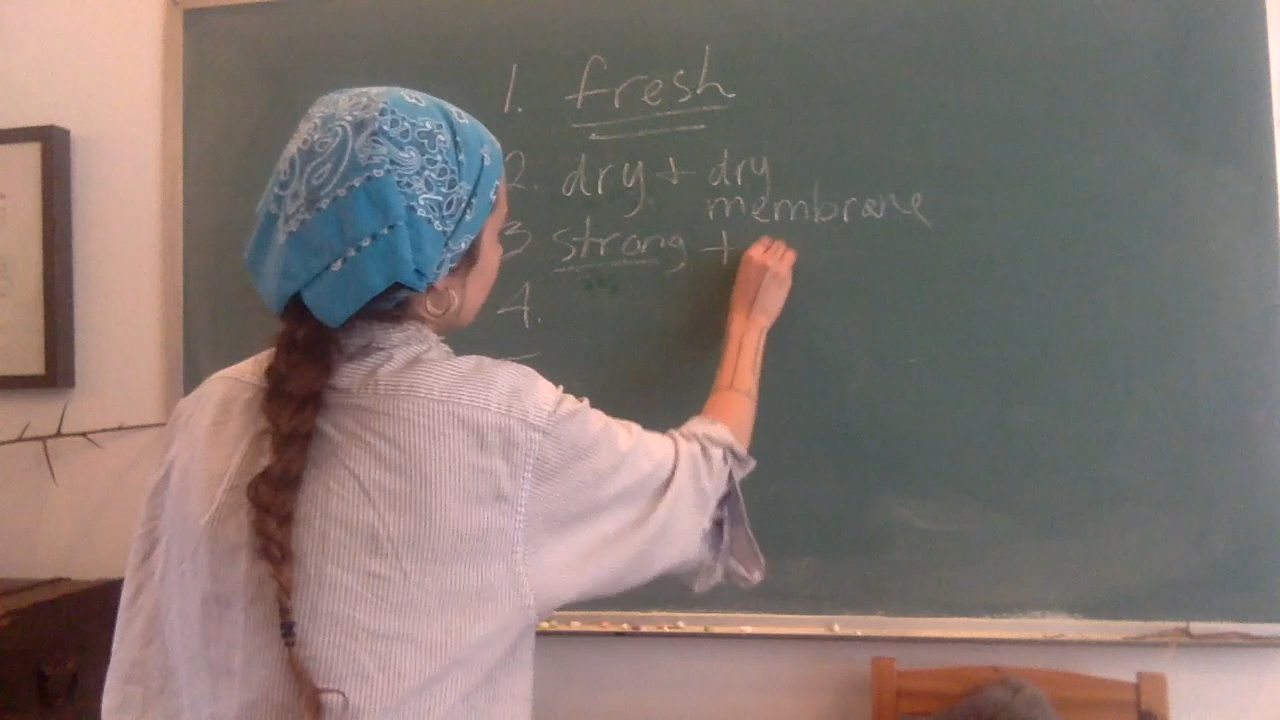 1. fresh
2. dry + dry
membrane
3 strong +
4.